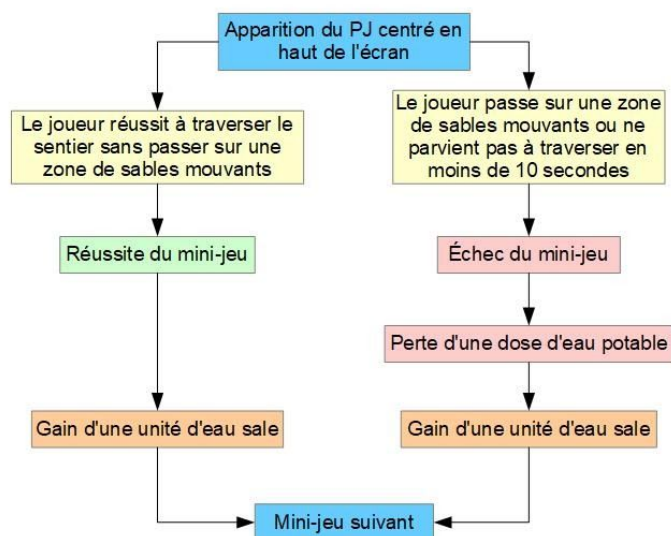 Apparition du PJ centré en
haut de l'écran
Le joueur réussit à traverser le
sentier sans passer sur une
zone de sables mouvants
Le joueur passe sur une zone
de sables mouvants ou ne
parvient pas à traverser en
moins de 10 secondes
Réussite du mini-jeu
Échec du mini-jeu
Perte d'une dose d'eau potable
Gain d'une unité d'eau sale
Gain d'une unité d'eau sale
Mini-jeu suivant